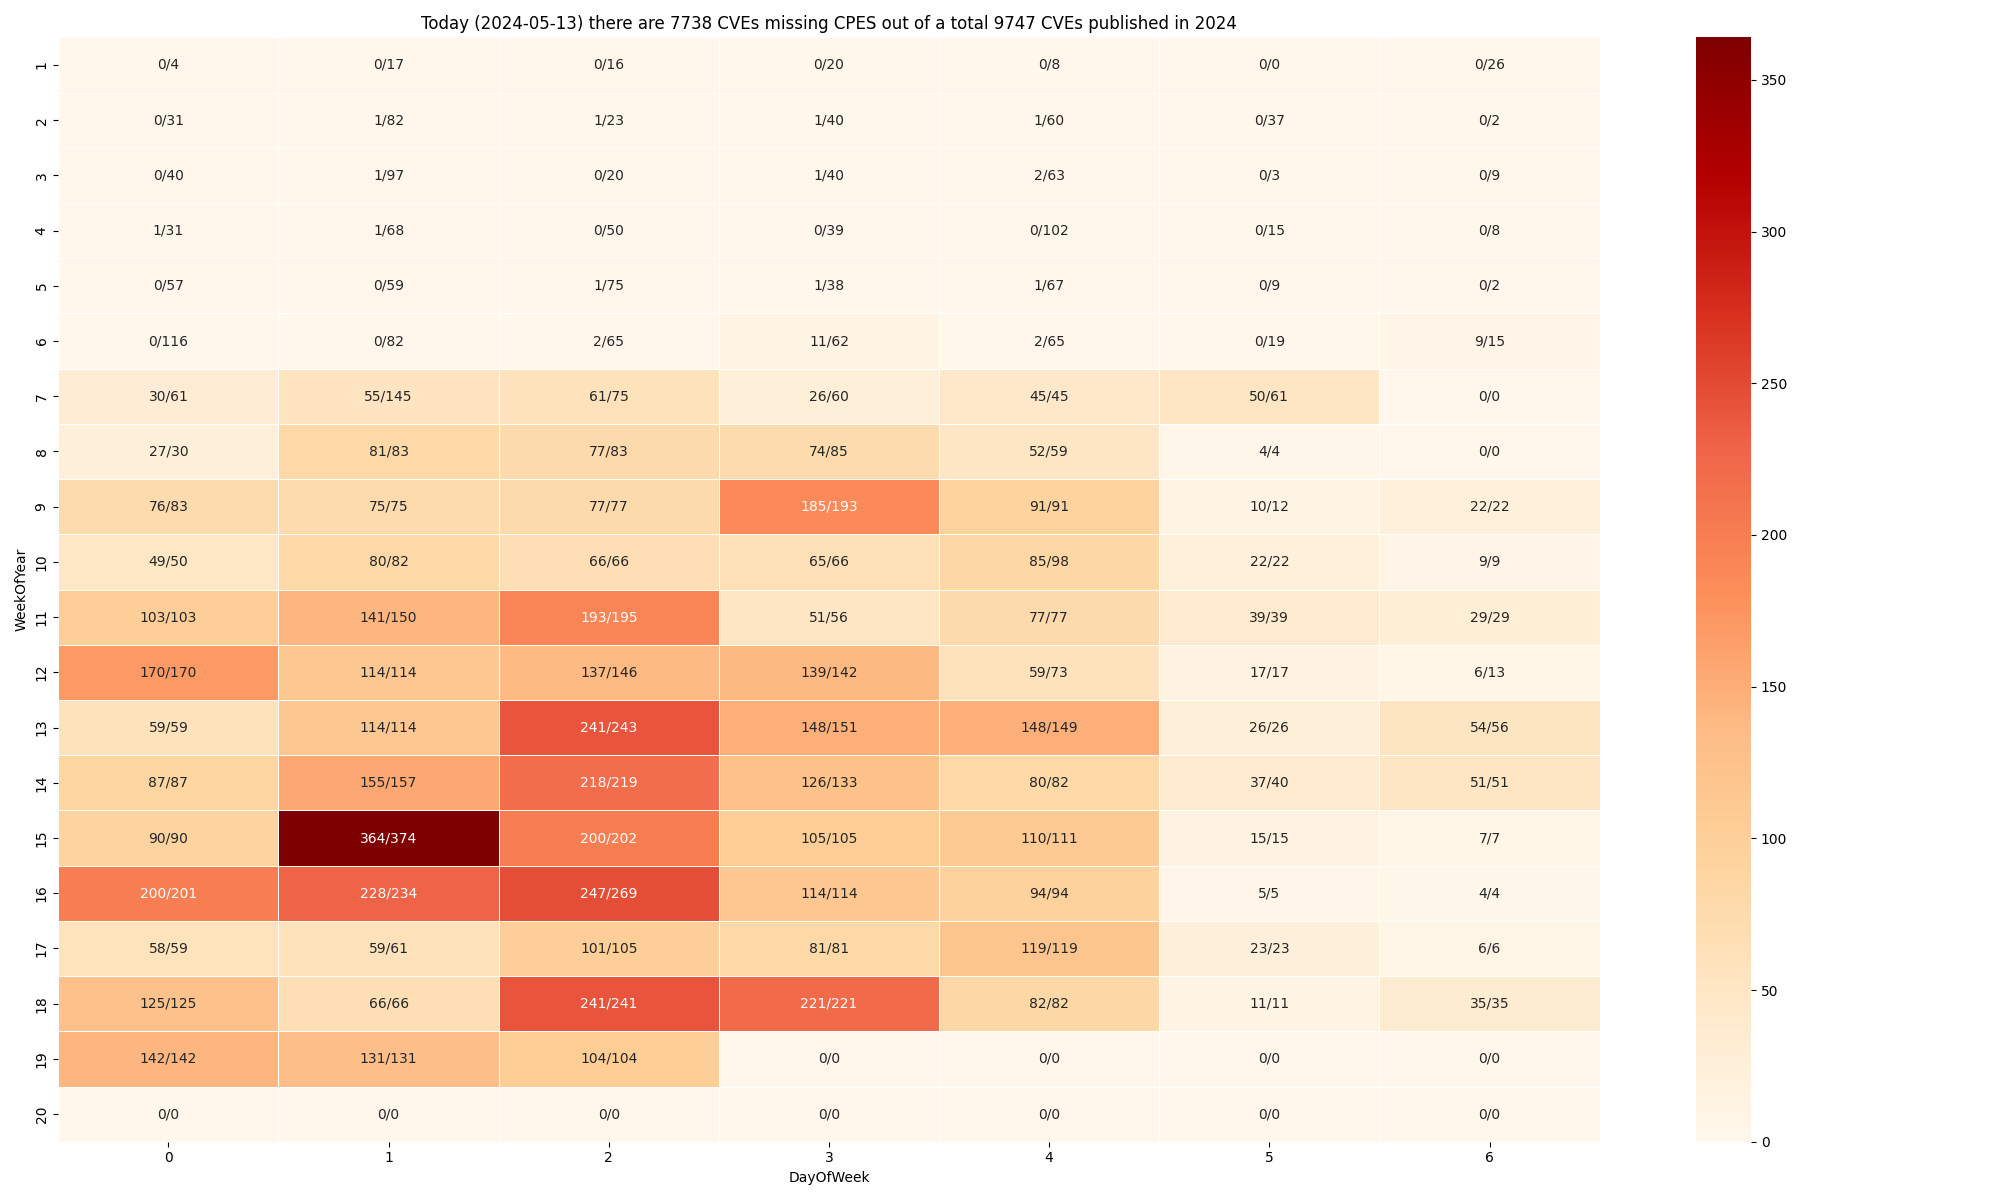 Today (2024-05-13) there are 7738 CVEs missing CPES out of a total 9747 CVEs published in 2024
1 0/4 0/17 0/16 0/20 0/8 0/0 0/26
2 0/31 1/82 1/23 1/40 1/60 0/37 0/2
3 0/40 1/97 0/20 1/40 2/63 0/3 0/9
4 1/31 1/68 0/50 0/39 0/102 0/15 0/8
5 0/57 0/59 1/75 1/38 1/67 0/9 0/2
6 0/116 0/82 2/65 11/62 2/65 0/19 9/15
7 30/61 55/145 61/75 26/60 45/45 50/61 0/0
8 27/30 81/83 77/83 74/85 52/59 4/4 0/0
9 76/83 75/75 77/77 185/193 91/91 10/12 22/22
10 49/50 80/82 66/66 65/66 85/98 22/22 9/9
11 103/103 141/150 193/195 51/56 77/77 39/39 29/29
12 170/170 114/114 137/146 139/142 59/73 17/17 6/13
13 59/59 114/114 241/243 148/151 148/149 26/26 54/56
14 87/87 155/157 218/219 126/133 80/82 37/40 51/51
15 90/90 364/374 200/202 105/105 110/111 15/15 7/7
16 200/201 228/234 247/269 114/114 94/94 5/5 4/4
17 58/59 59/61 101/105 81/81 119/119 23/23 6/6
18 125/125 66/66 241/241 221/221 82/82 11/11 35/35
19 142/142 131/131 104/104 0/0 0/0 0/0 0/0
20 0/0 0/0 0/0 0/0 0/0 0/0 0/0
0 1 2 3 4 5 6
DayOfWeek
WeekOfYear
350
300
250
200
150
100
50
0